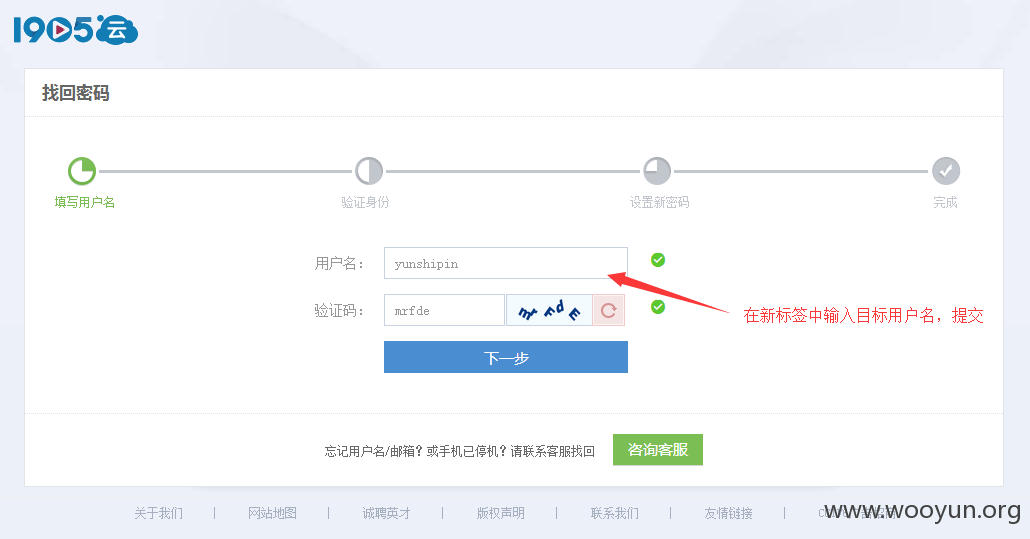 1905云
找回密码
填写用户名
验证身份
设置新密码
完成
用户名：
yunshipin
验证码：
mrfde
mrFdE
在新标签中输入目标用户名，提交
下一步
忘记用户名/邮箱？或手机已停机？请联系客服找回
咨询客服
关于我们 | 网站地图 | 诚聘英才 | 版权声明 | 联系我们 | 友情链接 |
www.wooyun.org